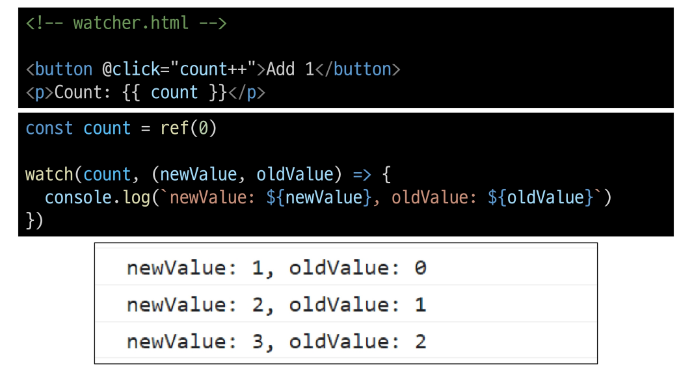 <!-- watcher.html -->
<button @click="count++">Add 1</button>
<p>Count: {{ count }}</p>
const count = ref(0)
watch(count, (newValue, oldValue) => {
  console.log(`newValue: ${newValue}, oldValue: ${oldValue}`)
})
newValue: 1, oldValue: 0
newValue: 2, oldValue: 1
newValue: 3, oldValue: 2